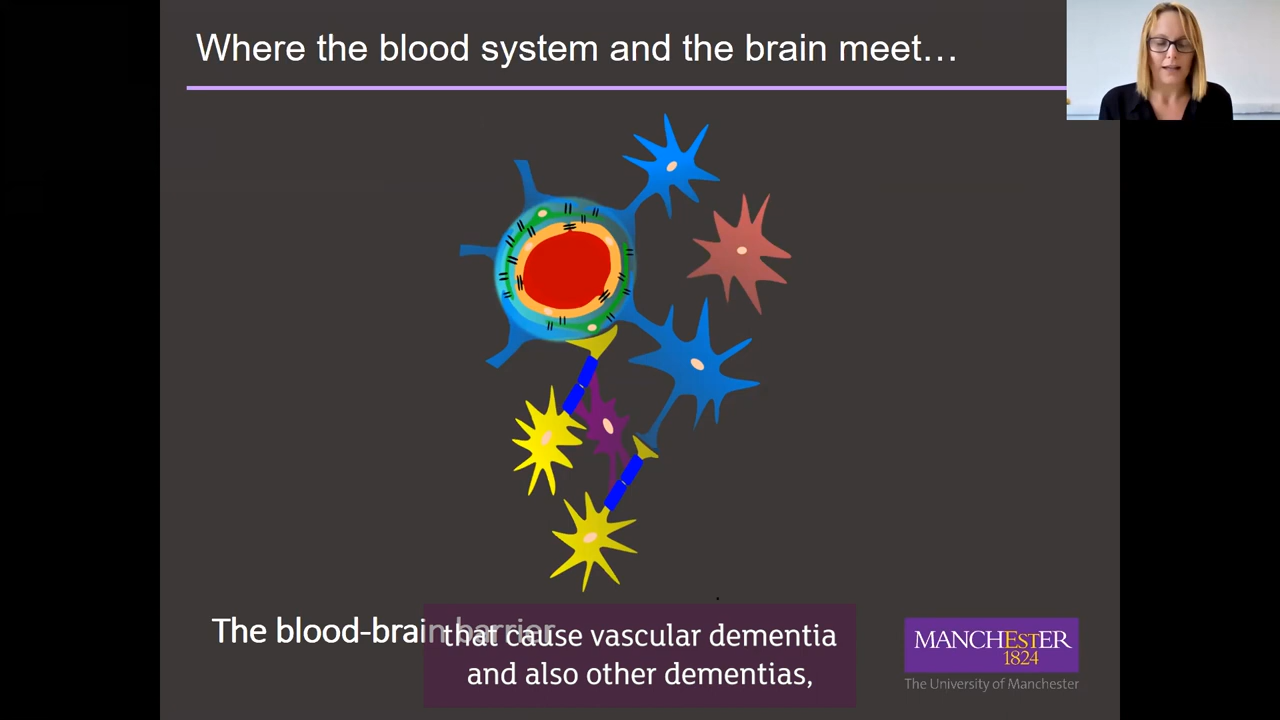 Where the blood system and the brain meet…
The blood-brain barrier
that cause vascular dementia
and also other dementias,
MANCHESTER
1824
The University of Manchester